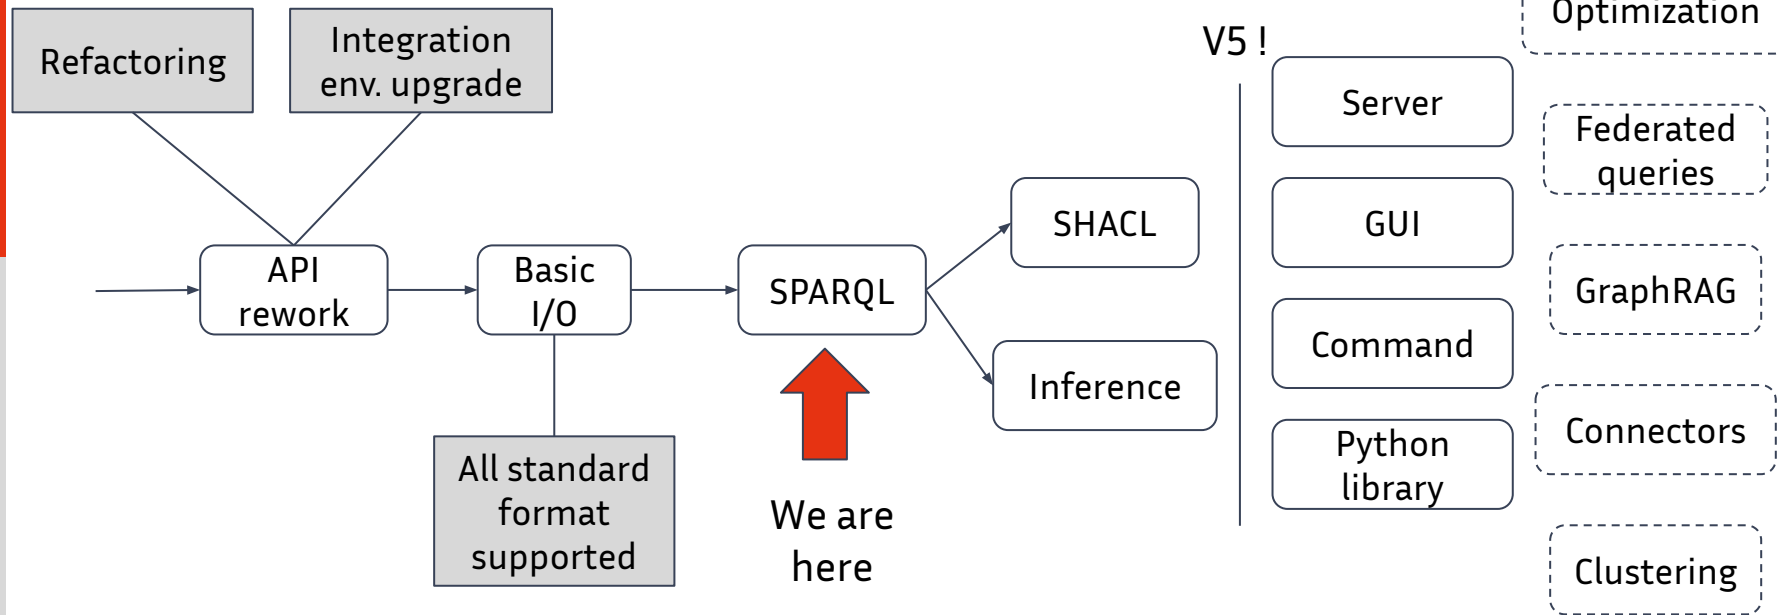 Refactoring
Integration
env. upgrade
API
rework
Basic
I/O
All standard
format
supported
SPARQL
We are
here
SHACL
Inference
V5 !
Server
GUI
Command
Python
library
Optimization
Federated
queries
GraphRAG
Connectors
Clustering